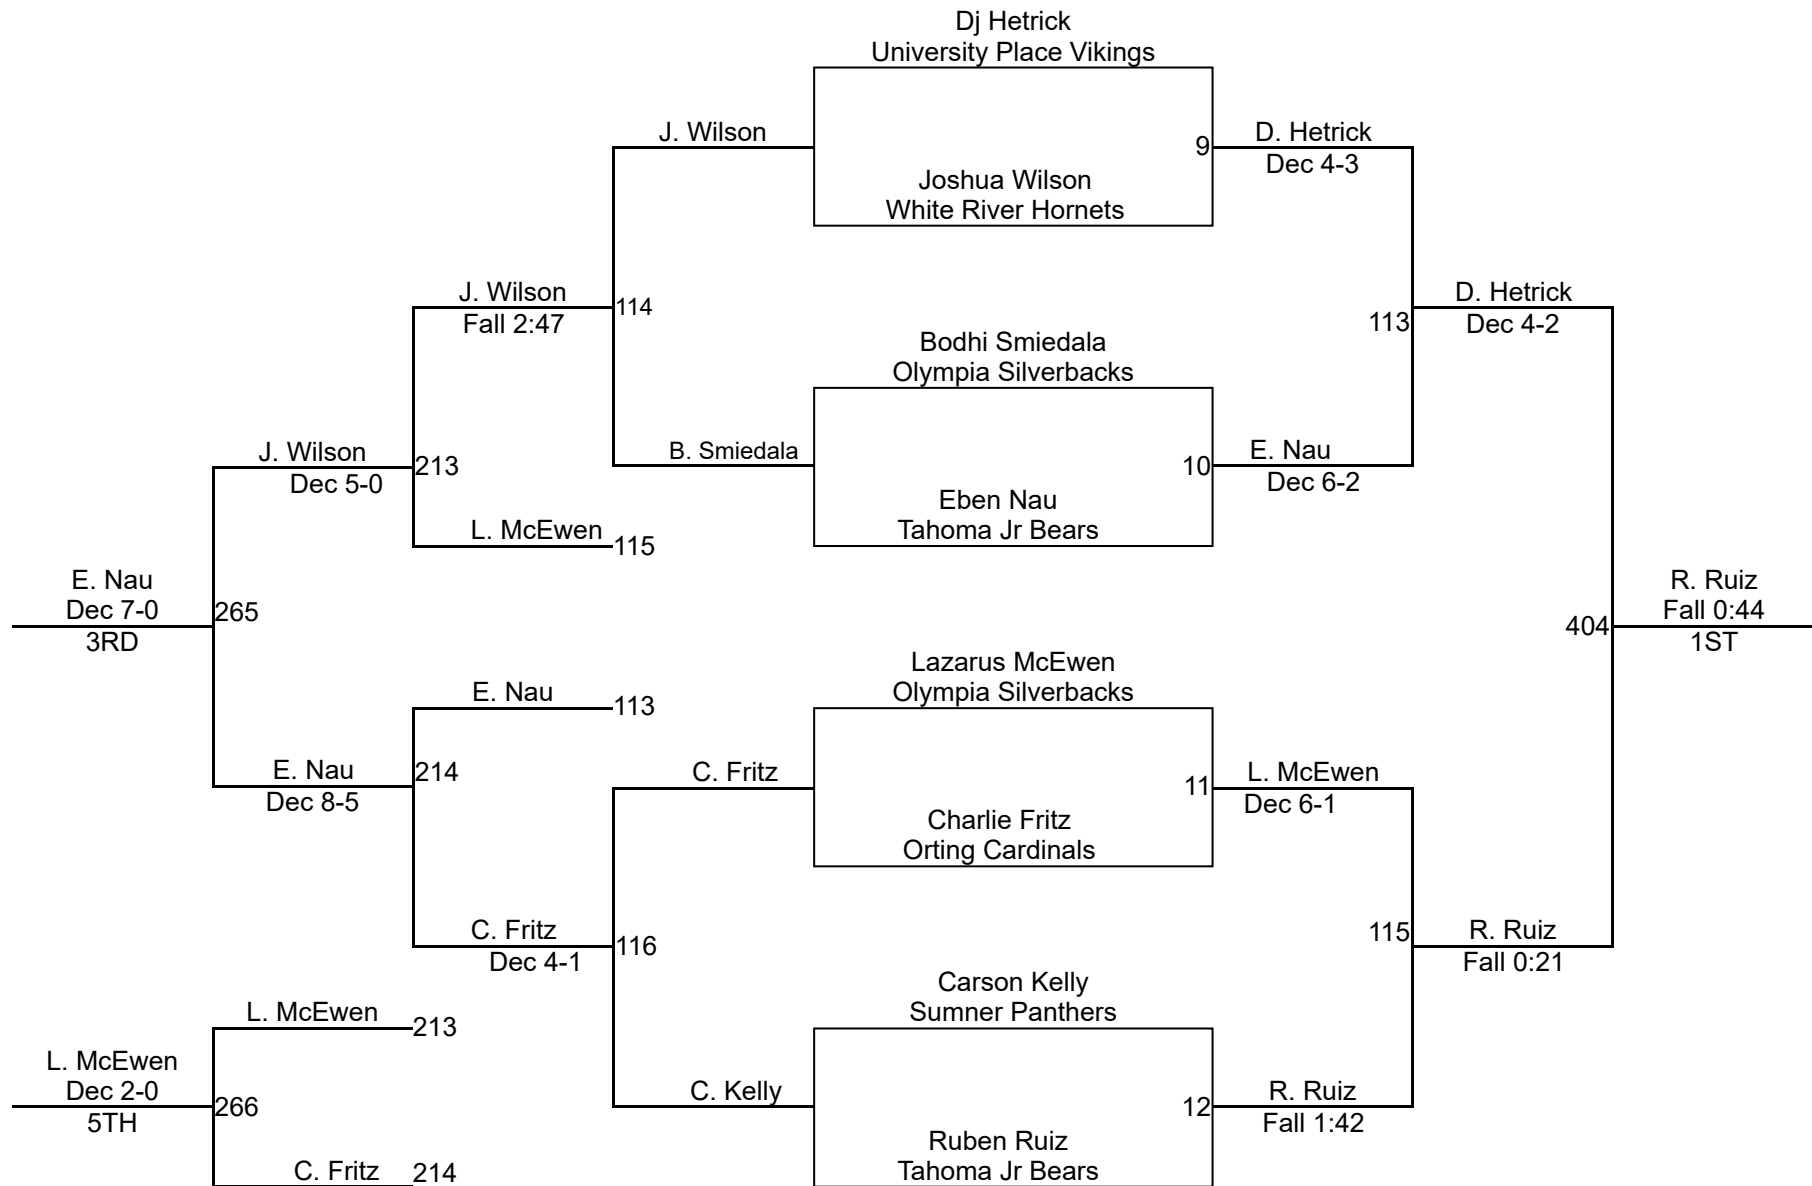 Dj Hetrick
University Place Vikings
J. Wilson
9
D. Hetrick
Dec 4-3
Joshua Wilson
White River Hornets
J. Wilson
Fall 2:47
114
D. Hetrick
Dec 4-2
113
Bodhi Smiedala
Olympia Silverbacks
J. Wilson
Dec 5-0
213
B. Smiedala
10
E. Nau
Dec 6-2
Eben Nau
Tahoma Jr Bears
L. McEwen
115
E. Nau
Dec 7-0
3RD
265
404
R. Ruiz
Fall 0:44
1ST
Lazarus McEwen
Olympia Silverbacks
E. Nau
113
E. Nau
Dec 8-5
214
C. Fritz
11
L. McEwen
Dec 6-1
Charlie Fritz
Orting Cardinals
C. Fritz
Dec 4-1
116
115
R. Ruiz
Fall 0:21
Carson Kelly
Sumner Panthers
L. McEwen
213
L. McEwen
Dec 2-0
5TH
266
C. Kelly
12
R. Ruiz
Fall 1:42
Ruben Ruiz
Tahoma Jr Bears
C. Fritz
214